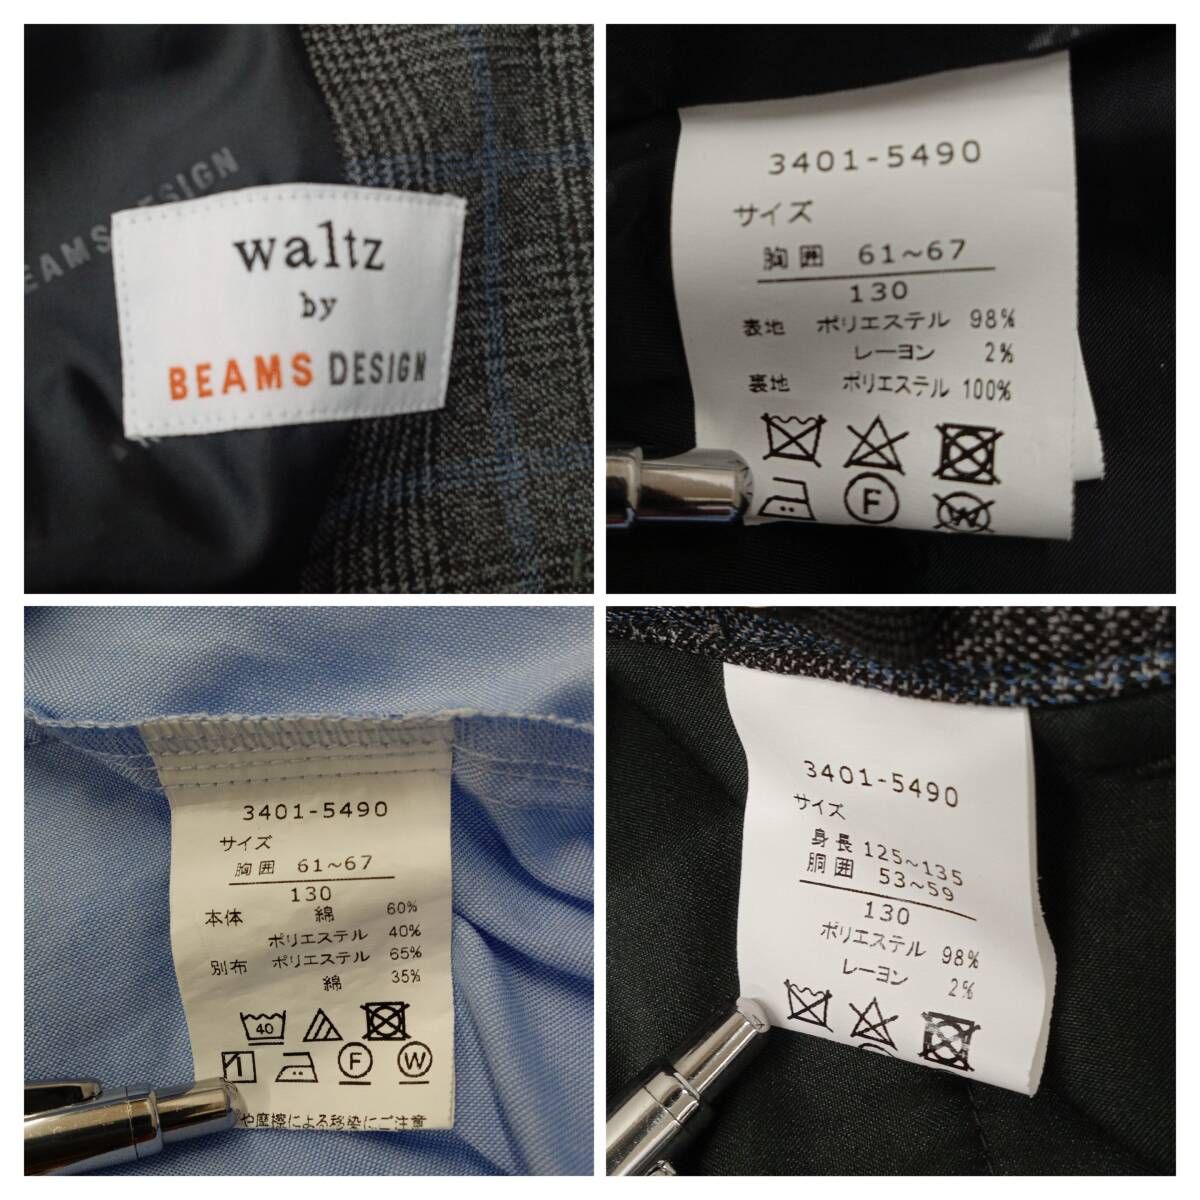 DESIGN
EAMS
waltz
by
BEAMS DESIGN
3401-5490
サイズ
胸囲 61~67
130
表地 ポリエステル 98%
レーヨン 2%
裏地 ポリエステル 100%
F
W
3401-5490
サイズ
胸囲 61~67
130
本体 綿 60%
ポリエステル 40%
別布 ポリエステル 65%
綿 35%
40
F
W
や摩擦による移染にご注意
3401-5490
サイズ
身長 125~135
胴囲 53~59
130
ポリエステル 98%
レーヨン 2%